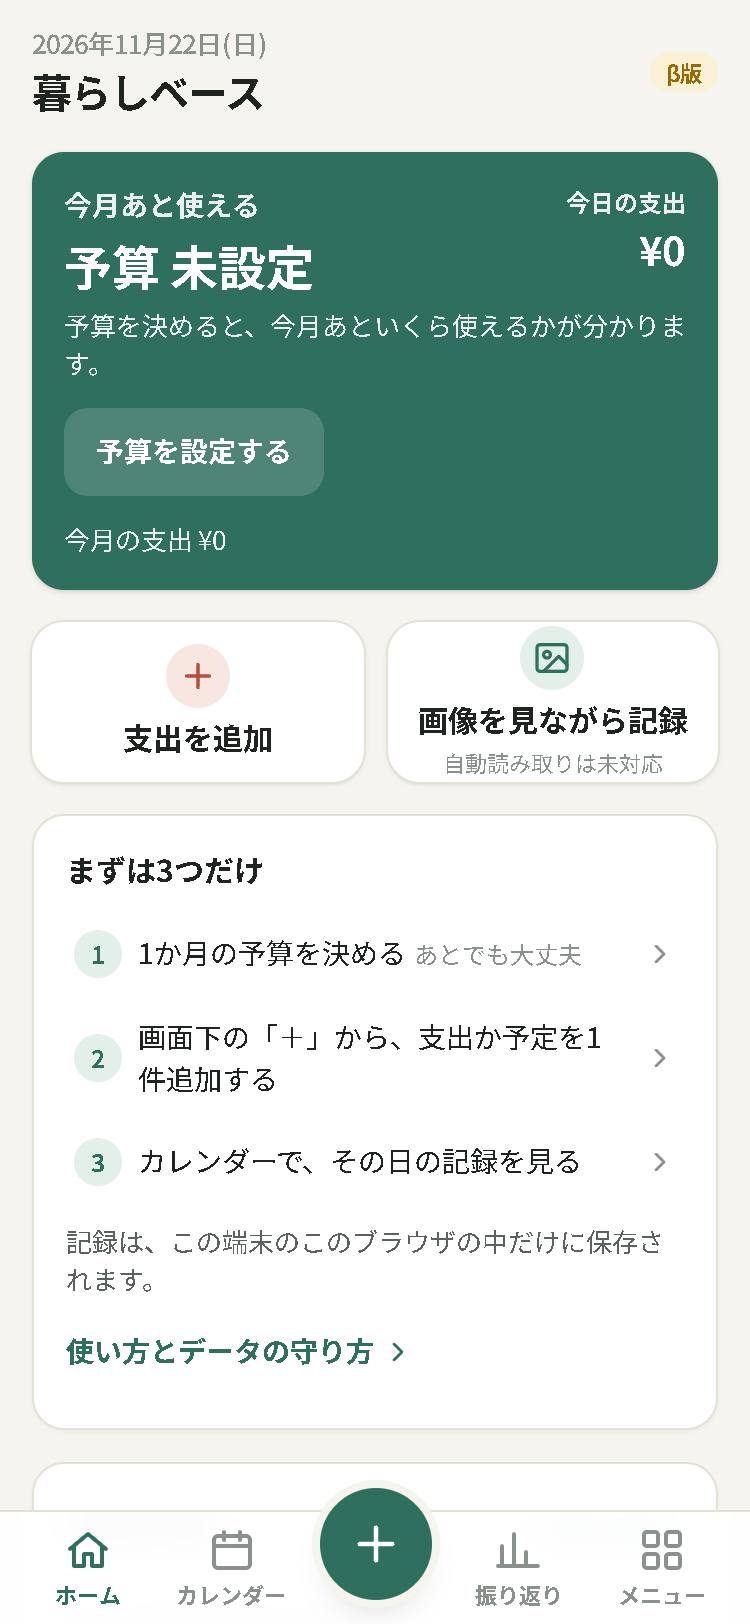 2026年11月22日(日)
暮らしベース
β版
今月あと使える
予算 未設定
今日の支出
¥0
予算を決めると、今月あといくら使えるかが分かりま
す。
予算を設定する
今月の支出 ¥0
支出を追加
画像を見ながら記録
自動読み取りは未対応
まずは3つだけ
1 1か月の予算を決める あとでも大丈夫
2 画面下の「＋」から、支出か予定を1
件追加する
3 カレンダーで、その日の記録を見る
記録は、この端末のこのブラウザの中だけに保存さ
れます。
使い方とデータの守り方
ホーム
カレンダー
振り返り
メニュー